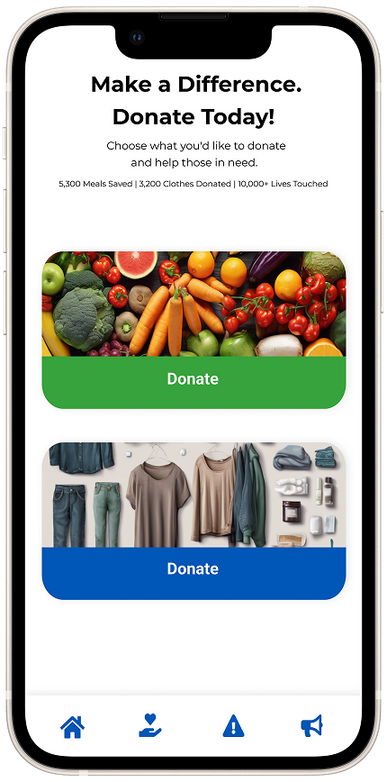 Make a Difference.
Donate Today!
Choose what you'd like to donate
and help those in need.
5,300 Meals Saved | 3,200 Clothes Donated | 10,000+ Lives Touched
Donate
Donate